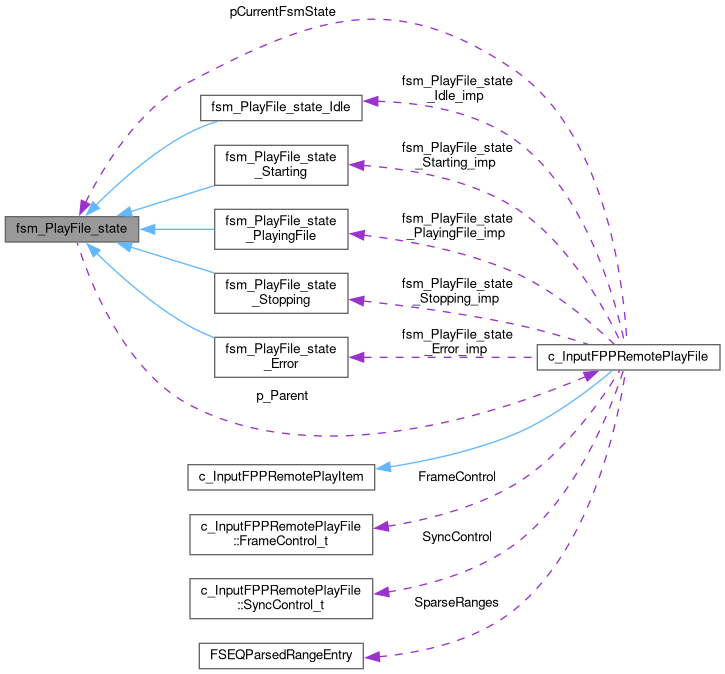 pCurrentFsmState
fsm_PlayFile_state
_Idle_imp
fsm_PlayFile_state_Idle
fsm_PlayFile_state
_Starting_imp
fsm_PlayFile_state
_Starting
fsm_PlayFile_state
_PlayingFile_imp
fsm_PlayFile_state
_PlayingFile
fsm_PlayFile_state
fsm_PlayFile_state
_Stopping_imp
fsm_PlayFile_state
_Stopping
fsm_PlayFile_state
_Error_imp
fsm_PlayFile_state
_Error
c_InputFPPRemotePlayFile
p_Parent
c_InputFPPRemotePlayItem
FrameControl
c_InputFPPRemotePlayFile
::FrameControl_t
SyncControl
c_InputFPPRemotePlayFile
::SyncControl_t
SparseRanges
FSEQParsedRangeEntry